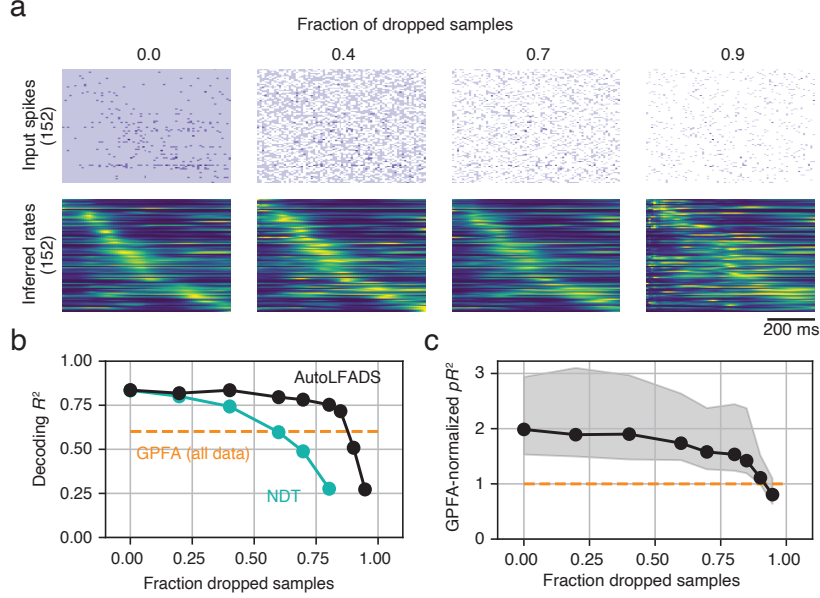 a
Fraction of dropped samples
0.0 0.4 0.7 0.9
Input spikes
(152)
Inferred rates
(152)
200 ms
b
1.00
0.75
0.50
0.25
0.00
Decoding R²
AutoLFADS
GPFA (all data)
NDT
0.00 0.25 0.50 0.75 1.00
Fraction dropped samples
c
3
2
1
0
GPFA-normalized pR²
0.00 0.25 0.50 0.75 1.00
Fraction dropped samples